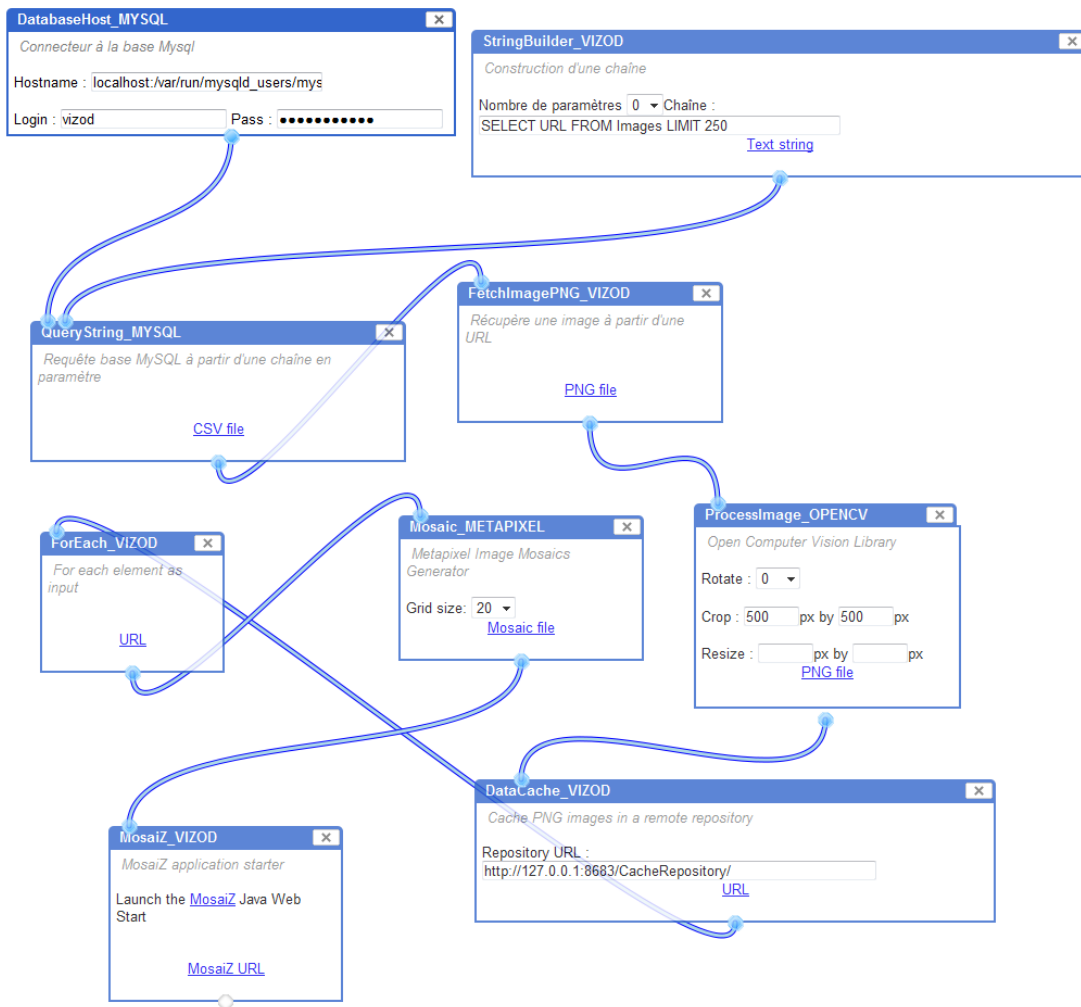 DatabaseHost_MYSQL
Connecteur à la base Mysql
Hostname : localhost:/var/run/mysqld_users/mys
Login : vizod Pass : ●●●●●●●●●●●
StringBuilder_VIZOD
Construction d'une chaîne
Nombre de paramètres 0 Chaîne :
SELECT URL FROM Images LIMIT 250
Text string
QueryString_MYSQL
Requête base MySQL à partir d'une chaîne en
paramètre
CSV file
FetchImagePNG_VIZOD
Récupère une image à partir d'une
URL
PNG file
ForEach_VIZOD
For each element as
input
URL
Mosaic_METAPIXEL
Metapixel Image Mosaics
Generator
Grid size: 20
Mosaic file
ProcessImage_OPENCV
Open Computer Vision Library
Rotate : 0
Crop : 500 px by 500 px
Resize : px by px
PNG file
DataCache_VIZOD
Cache PNG images in a remote repository
Repository URL :
http://127.0.0.1:8683/CacheRepository/
URL
MosaiZ_VIZOD
MosaiZ application starter
Launch the MosaiZ Java Web
Start
MosaiZ URL